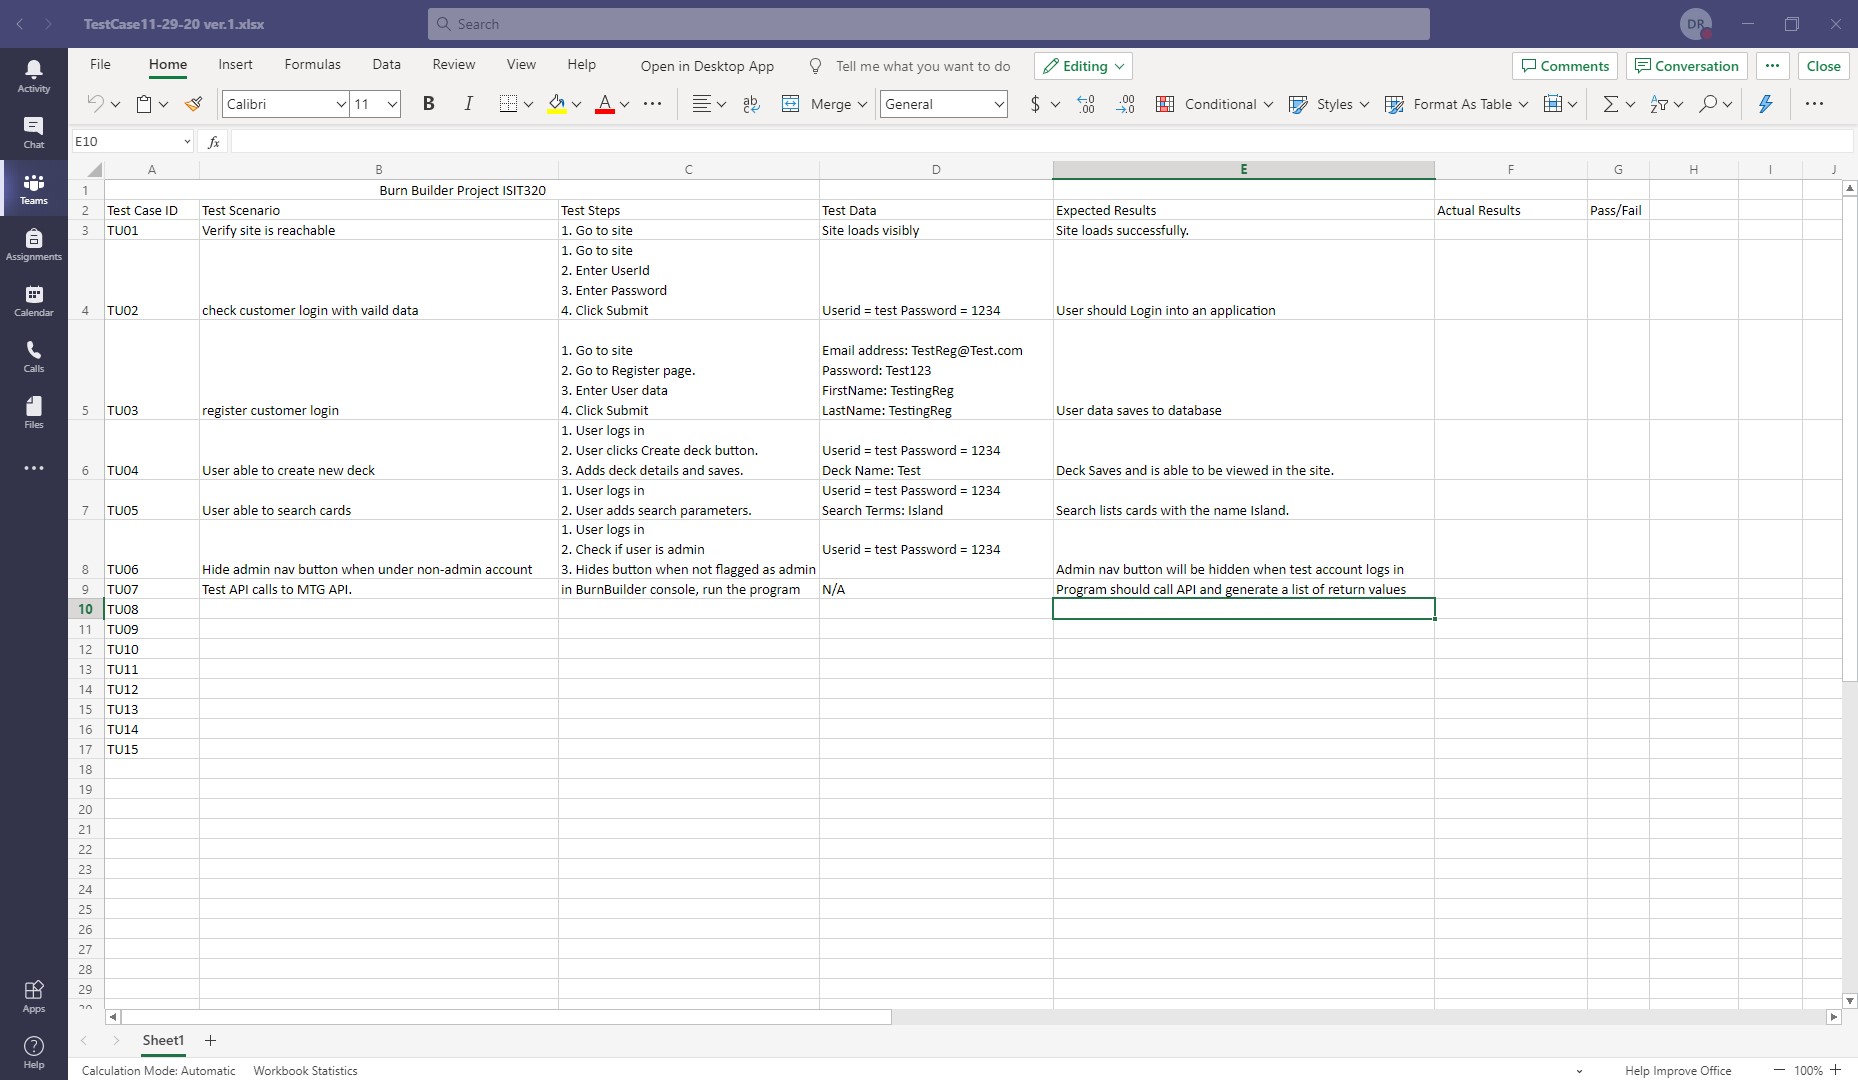 TestCase11-29-20 ver.1.xlsx
Search
DR
Activity
Chat
Teams
Assignments
Calendar
Calls
Files
Apps
Help
File Home Insert Formulas Data Review View Help Open in Desktop App Tell me what you want to do Editing Comments Conversation Close
Calibri 11 B I A ab Merge General $ Conditional Styles Format As Table
E10 fx
A B C D E F G H I J
1 Burn Builder Project ISIT320
2 Test Case ID Test Scenario Test Steps Test Data Expected Results Actual Results Pass/Fail
3 TU01 Verify site is reachable 1. Go to site Site loads visibly Site loads successfully.
1. Go to site
2. Enter UserId
3. Enter Password
4 TU02 check customer login with vaild data 4. Click Submit Userid = test Password = 1234 User should Login into an application
1. Go to site Email address: TestReg@Test.com
2. Go to Register page. Password: Test123
3. Enter User data FirstName: TestingReg
5 TU03 register customer login 4. Click Submit LastName: TestingReg User data saves to database
1. User logs in
2. User clicks Create deck button. Userid = test Password = 1234
6 TU04 User able to create new deck 3. Adds deck details and saves. Deck Name: Test Deck Saves and is able to be viewed in the site.
1. User logs in Userid = test Password = 1234
7 TU05 User able to search cards 2. User adds search parameters. Search Terms: Island Search lists cards with the name Island.
1. User logs in
2. Check if user is admin Userid = test Password = 1234
8 TU06 Hide admin nav button when under non-admin account 3. Hides button when not flagged as admin Admin nav button will be hidden when test account logs in
9 TU07 Test API calls to MTG API. in BurnBuilder console, run the program N/A Program should call API and generate a list of return values
10 TU08
11 TU09
12 TU10
13 TU11
14 TU12
15 TU13
16 TU14
17 TU15
18
19
20
21
22
23
24
25
26
27
28
29
30
Sheet1
Calculation Mode: Automatic Workbook Statistics Help Improve Office 100%